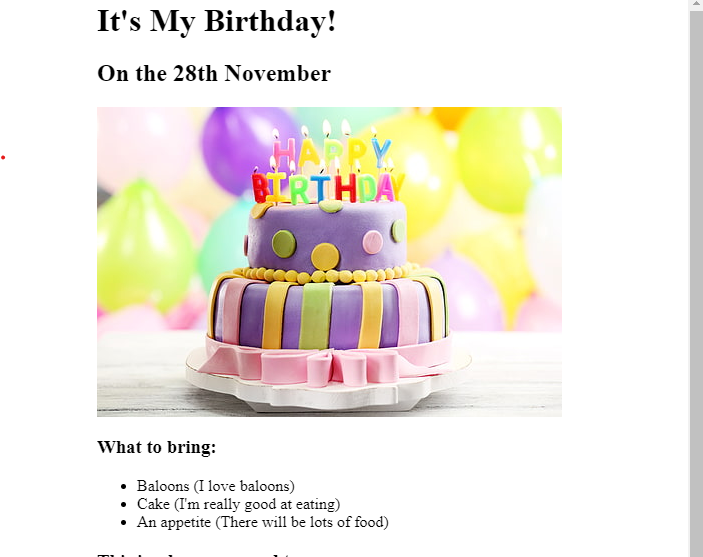 It's My Birthday!
On the 28th November
HAPPY
BIRTHDAY
What to bring:
Baloons (I love baloons)
Cake (I'm really good at eating)
An appetite (There will be lots of food)